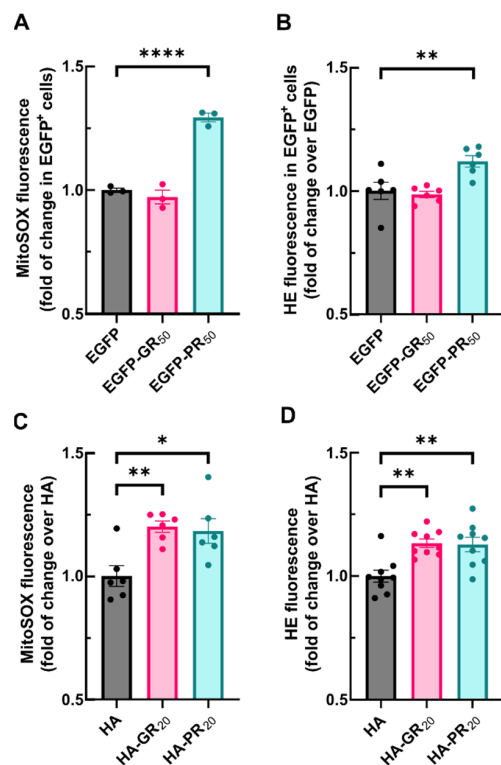 A
MitoSOX fluorescence
(fold of change in EGFP⁺ cells)
1.5
1.0
0.5
****
EGFP
EGFP-GR₅₀
EGFP-PR₅₀
B
HE fluorescence in EGFP⁺ cells
(fold of change over EGFP)
1.5
1.0
0.5
**
EGFP
EGFP-GR₅₀
EGFP-PR₅₀
C
MitoSOX fluorescence
(fold of change over HA)
1.5
1.0
0.5
*
**
HA
HA-GR₂₀
HA-PR₂₀
D
HE fluorescence
(fold of change over HA)
1.5
1.0
0.5
**
**
HA
HA-GR₂₀
HA-PR₂₀